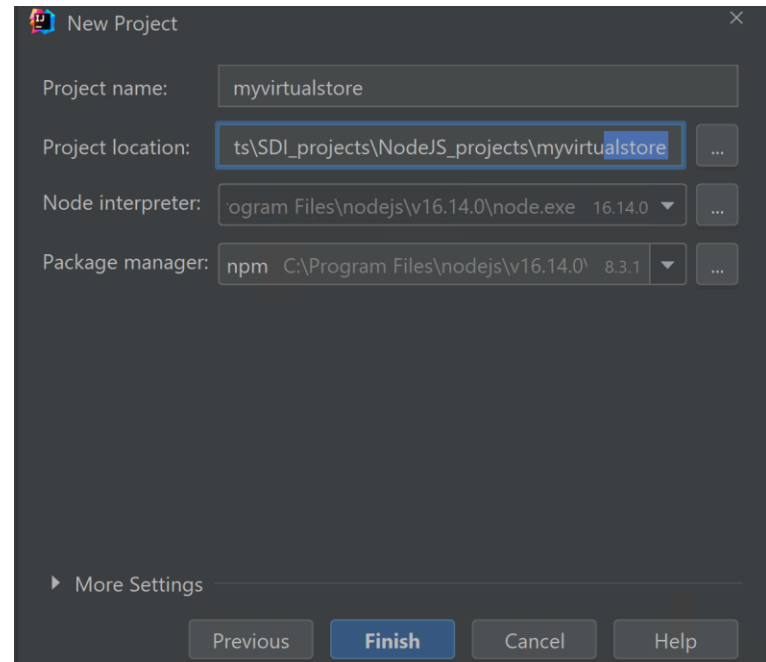 New Project
Project name: myvirtualstore
Project location: ts\SDI_projects\NodeJS_projects\myvirtualstore ...
Node interpreter: ogram Files\nodejs\v16.14.0\node.exe 16.14.0 ...
Package manager: npm C:\Program Files\nodejs\v16.14.0\ 8.3.1 ...
More Settings
Previous Finish Cancel Help